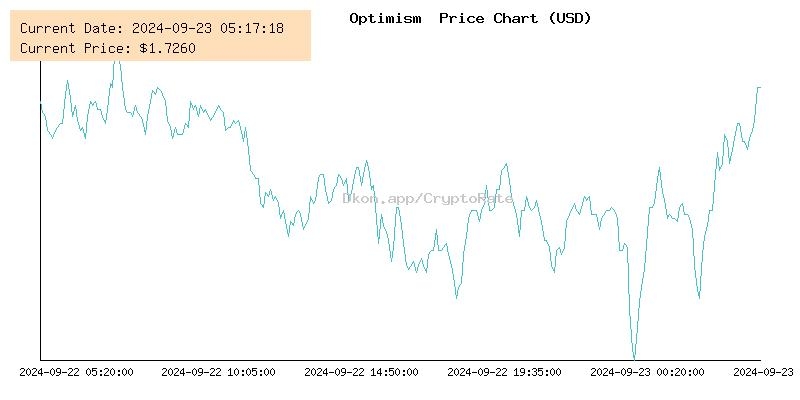 Optimism Price Chart (USD)
Current Date: 2024-09-23 05:17:18
Current Price: $1.7260
Dkon.app/CryptoRate
2024-09-22 05:20:00 2024-09-22 10:05:00 2024-09-22 14:50:00 2024-09-22 19:35:00 2024-09-23 00:20:00 2024-09-23